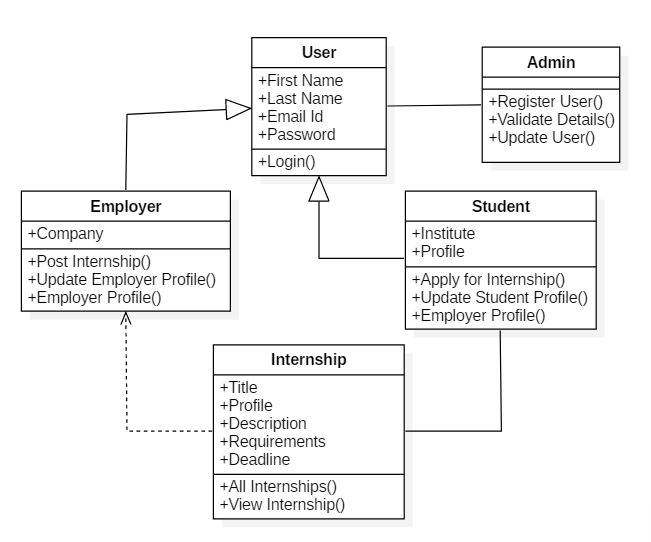 User
+First Name
+Last Name
+Email Id
+Password
+Login()
Admin
+Register User()
+Validate Details()
+Update User()
Employer
+Company
+Post Internship()
+Update Employer Profile()
+Employer Profile()
Student
+Institute
+Profile
+Apply for Internship()
+Update Student Profile()
+Employer Profile()
Internship
+Title
+Profile
+Description
+Requirements
+Deadline
+All Internships()
+View Internship()